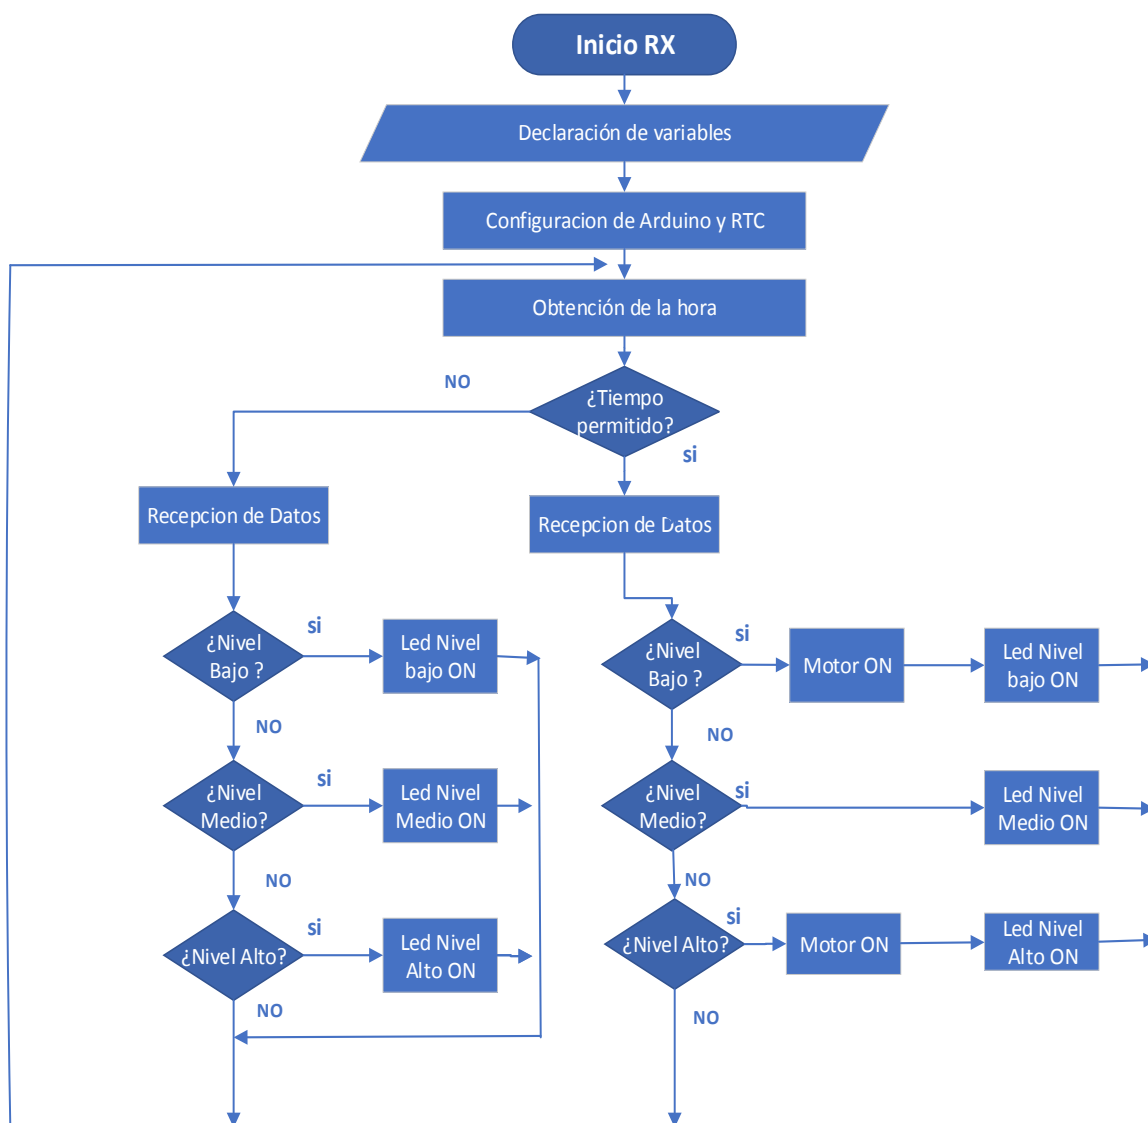 Inicio RX
Declaración de variables
Configuracion de Arduino y RTC
Obtención de la hora
NO
¿Tiempo
permitido?
si
Recepcion de Datos
Recepcion de Datos
¿Nivel
Bajo ?
si
Led Nivel
bajo ON
¿Nivel
Bajo ?
si
Motor ON
Led Nivel
bajo ON
NO
NO
¿Nivel
Medio?
si
Led Nivel
Medio ON
¿Nivel
Medio?
si
Led Nivel
Medio ON
NO
NO
¿Nivel Alto?
si
Led Nivel
Alto ON
¿Nivel Alto?
si
Motor ON
Led Nivel
Alto ON
NO
NO